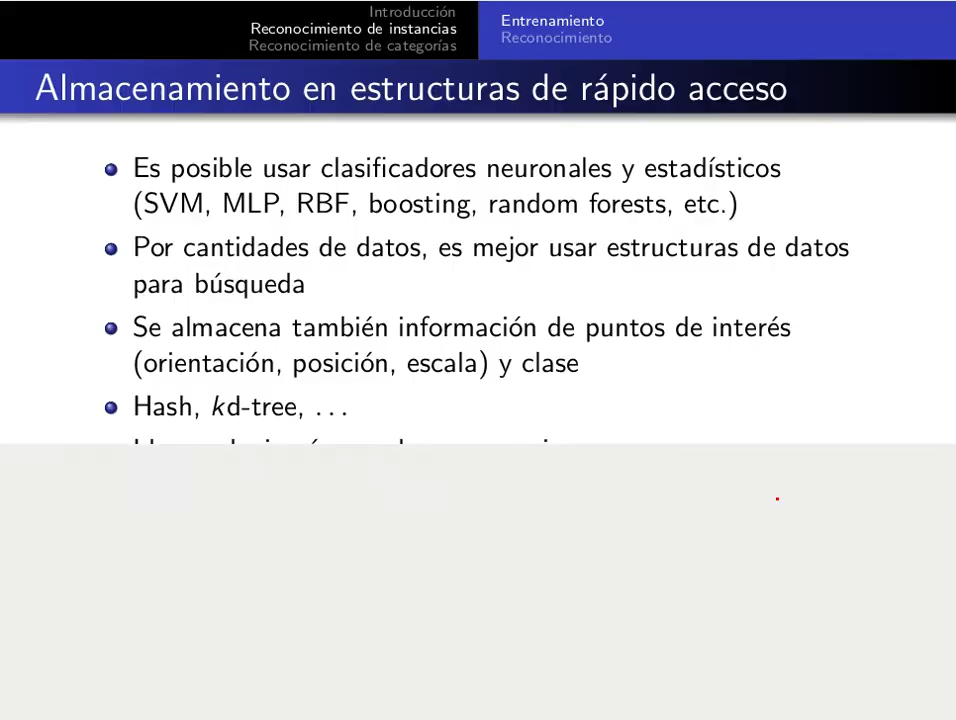 Introducción
Reconocimiento de instancias
Reconocimiento de categorías
Entrenamiento
Reconocimiento
Almacenamiento en estructuras de rápido acceso
Es posible usar clasificadores neuronales y estadísticos
(SVM, MLP, RBF, boosting, random forests, etc.)
Por cantidades de datos, es mejor usar estructuras de datos
para búsqueda
Se almacena también información de puntos de interés
(orientación, posición, escala) y clase
Hash, kd-tree, ...